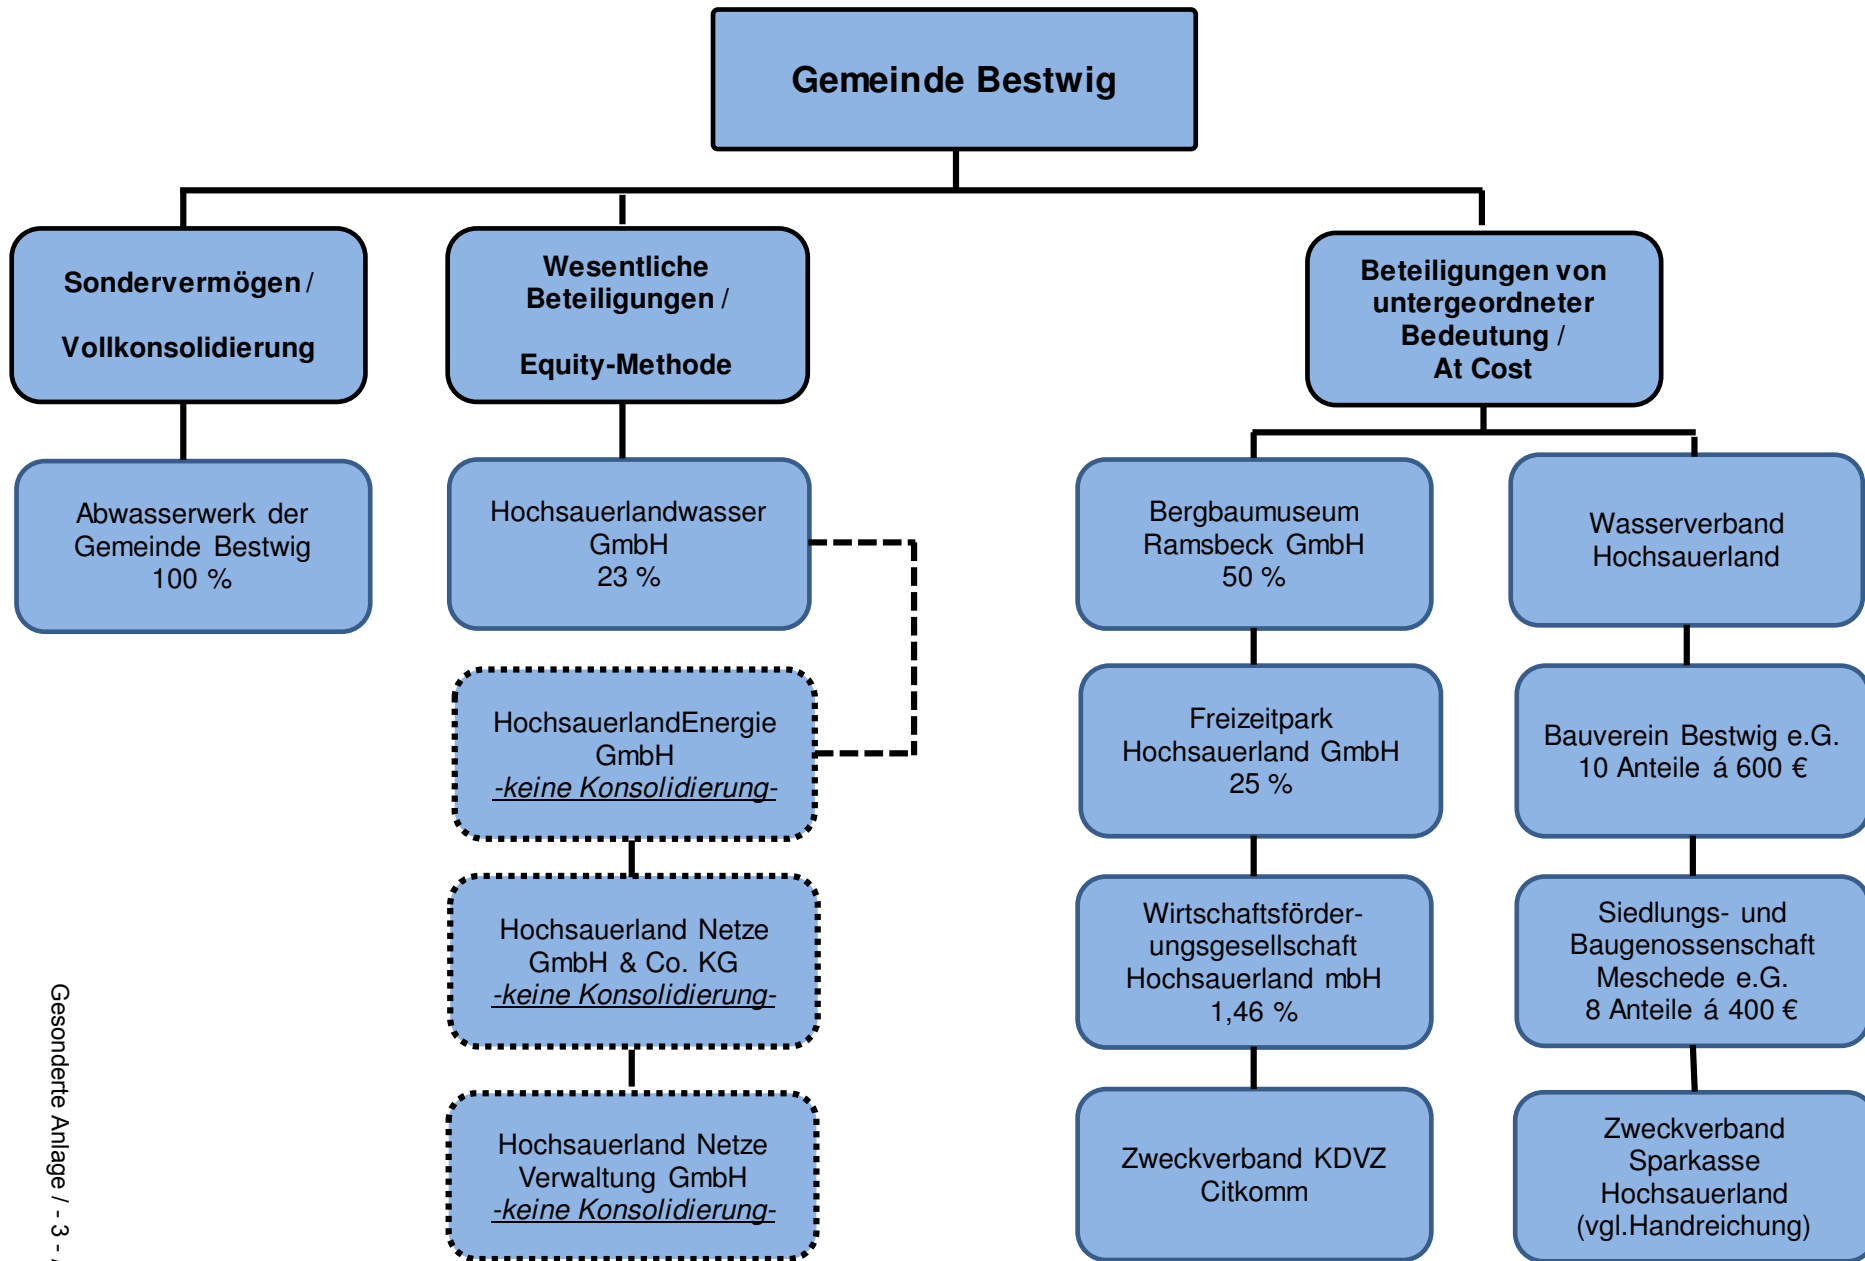 Gemeinde Bestwig
Sondervermögen /
Vollkonsolidierung
Wesentliche
Beteiligungen /
Equity-Methode
Beteiligungen von
untergeordneter
Bedeutung /
At Cost
Abwasserwerk der
Gemeinde Bestwig
100 %
Hochsauerlandwasser
GmbH
23 %
HochsauerlandEnergie
GmbH
-keine Konsolidierung-
Hochsauerland Netze
GmbH & Co. KG
-keine Konsolidierung-
Hochsauerland Netze
Verwaltung GmbH
-keine Konsolidierung-
Bergbaumuseum
Ramsbeck GmbH
50 %
Freizeitpark
Hochsauerland GmbH
25 %
Wirtschaftsförder-
ungsgesellschaft
Hochsauerland mbH
1,46 %
Zweckverband KDVZ
Citkomm
Wasserverband
Hochsauerland
Bauverein Bestwig e.G.
10 Anteile á 600 €
Siedlungs- und
Baugenossenschaft
Meschede e.G.
8 Anteile á 400 €
Zweckverband
Sparkasse
Hochsauerland
(vgl.Handreichung)
Gesonderte Anlage / - 3 -